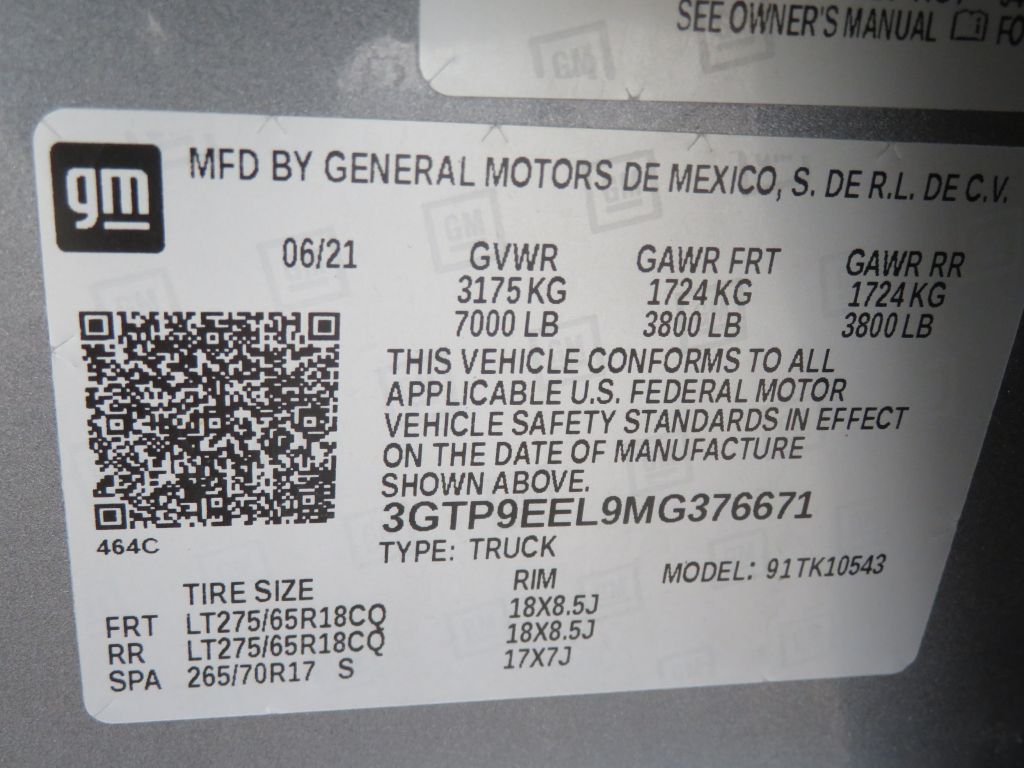 SEE OWNER'S MANUAL FO
gm
MFD BY GENERAL MOTORS DE MEXICO, S. DE R.L. DE C.V.
06/21 GVWR GAWR FRT GAWR RR
3175 KG 1724 KG 1724 KG
7000 LB 3800 LB 3800 LB
THIS VEHICLE CONFORMS TO ALL
APPLICABLE U.S. FEDERAL MOTOR
VEHICLE SAFETY STANDARDS IN EFFECT
ON THE DATE OF MANUFACTURE
SHOWN ABOVE.
3GTP9EEL9MG376671
464C
TYPE: TRUCK MODEL: 91TK10543
TIRE SIZE RIM
FRT LT275/65R18CQ 18X8.5J
RR LT275/65R18CQ 18X8.5J
SPA 265/70R17 S 17X7J